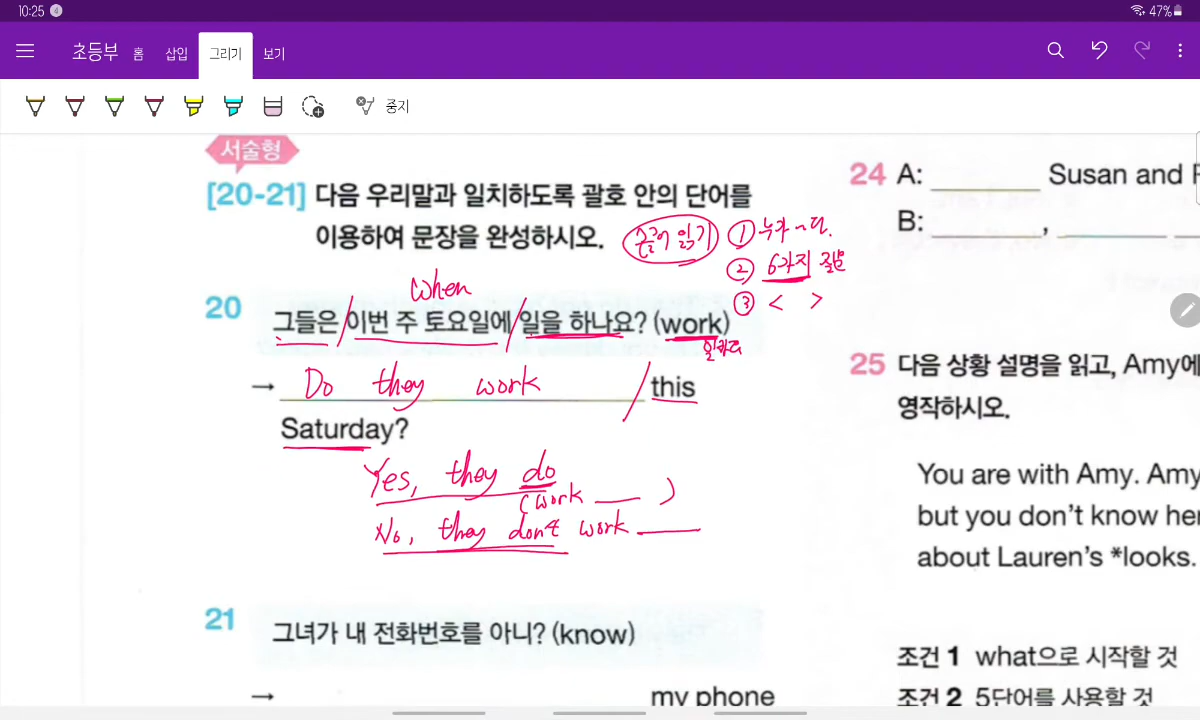 10:25
47%
초등부 홈 삽입 그리기 보기
중지
서술형
[20-21] 다음 우리말과 일치하도록 괄호 안의 단어를
이용하여 문장을 완성하시오.
끊어 읽기 ① 누가 ~다.
② 6가지 질문
③ < >
when
20 그들은/이번 주 토요일에/일을 하나요? (work)
일하다
→ Do they work / this
Saturday?
Yes, they do
(work ___ )
No, they don't work ___
21 그녀가 내 전화번호를 아니? (know)
→ my phone
24 A: ________ Susan and
B: ________, ________
25 다음 상황 설명을 읽고, Amy에
영작하시오.
You are with Amy. Amy
but you don't know he
about Lauren's *looks.
조건 1 what으로 시작할 것
조건 2 5단어를 사용할 것